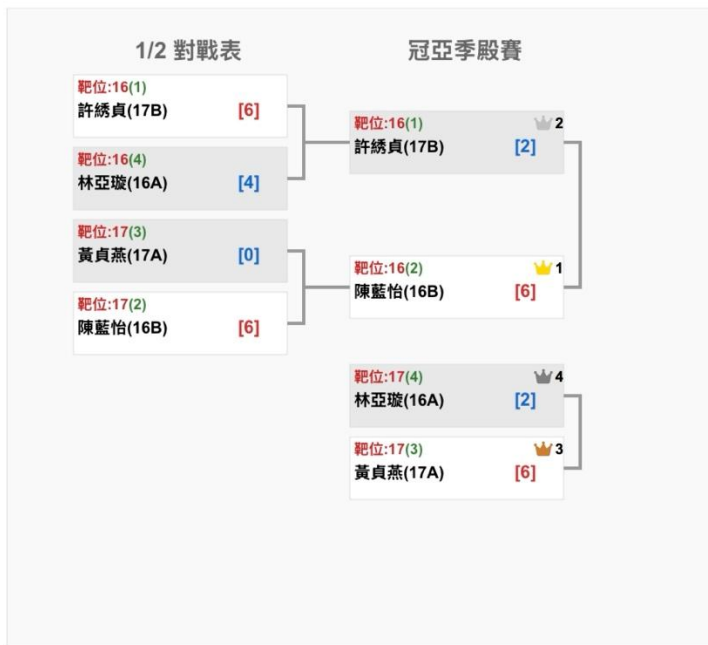 1/2 對戰表
靶位:16(1)
許綉貞(17B) [6]
靶位:16(4)
林亞璇(16A) [4]
靶位:17(3)
黃貞燕(17A) [0]
靶位:17(2)
陳藍怡(16B) [6]
冠亞季殿賽
靶位:16(1) 2
許綉貞(17B) [2]
靶位:16(2) 1
陳藍怡(16B) [6]
靶位:17(4) 4
林亞璇(16A) [2]
靶位:17(3) 3
黃貞燕(17A) [6]